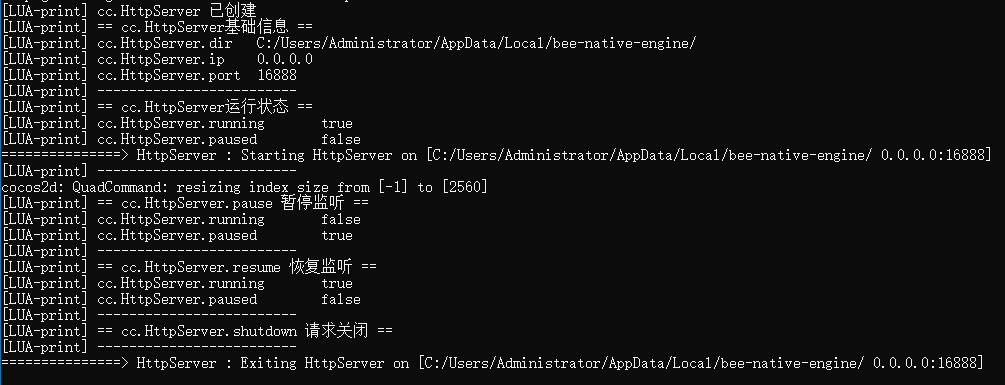 [LUA-print] cc.HttpServer 已创建
[LUA-print] == cc.HttpServer基础信息 ==
[LUA-print] cc.HttpServer.dir   C:/Users/Administrator/AppData/Local/bee-native-engine/
[LUA-print] cc.HttpServer.ip    0.0.0.0
[LUA-print] cc.HttpServer.port  16888
[LUA-print] -------------------------
[LUA-print] == cc.HttpServer运行状态 ==
[LUA-print] cc.HttpServer.running       true
[LUA-print] cc.HttpServer.paused        false
===============> HttpServer : Starting HttpServer on [C:/Users/Administrator/AppData/Local/bee-native-engine/ 0.0.0.0:16888]
[LUA-print] -------------------------
cocos2d: QuadCommand: resizing index size from [-1] to [2560]
[LUA-print] == cc.HttpServer.pause 暂停监听 ==
[LUA-print] cc.HttpServer.running       false
[LUA-print] cc.HttpServer.paused        true
[LUA-print] -------------------------
[LUA-print] == cc.HttpServer.resume 恢复监听 ==
[LUA-print] cc.HttpServer.running       true
[LUA-print] cc.HttpServer.paused        false
[LUA-print] -------------------------
[LUA-print] == cc.HttpServer.shutdown 请求关闭 ==
[LUA-print] -------------------------
===============> HttpServer : Exiting HttpServer on [C:/Users/Administrator/AppData/Local/bee-native-engine/ 0.0.0.0:16888]